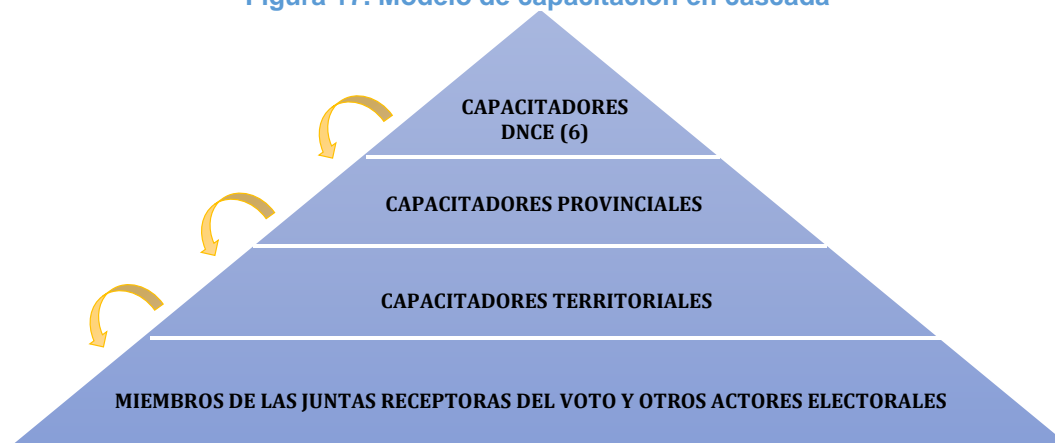 Figura 17. Modelo de capacitación en cascada
CAPACITADORES
DNCE (6)
CAPACITADORES PROVINCIALES
CAPACITADORES TERRITORIALES
MIEMBROS DE LAS JUNTAS RECEPTORAS DEL VOTO Y OTROS ACTORES ELECTORALES